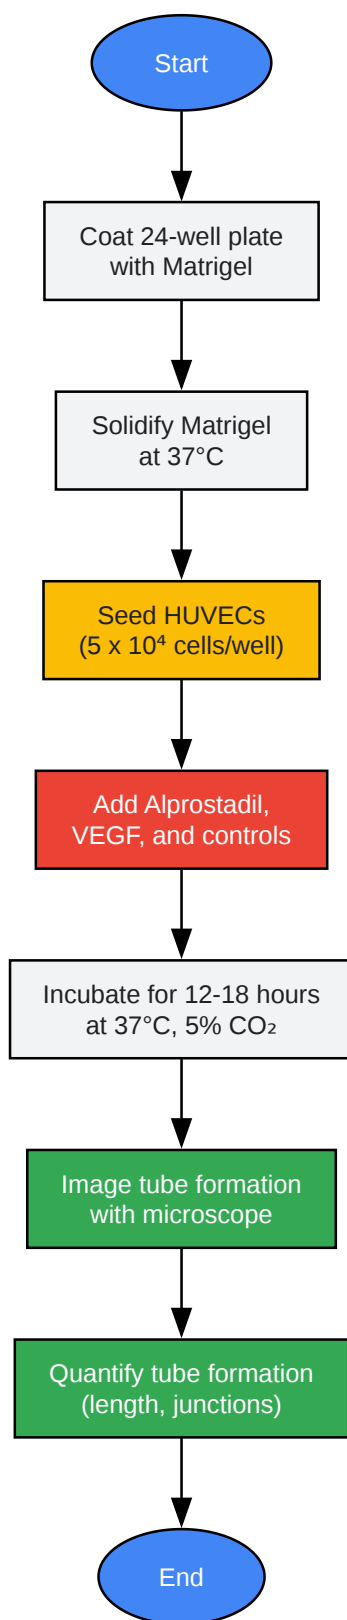 Start
Coat 24-well plate
with Matrigel
Solidify Matrigel
at 37°C
Seed HUVECs
(5 x 10⁴ cells/well)
Add Alprostadil,
VEGF, and controls
Incubate for 12-18 hours
at 37°C, 5% CO₂
Image tube formation
with microscope
Quantify tube formation
(length, junctions)
End